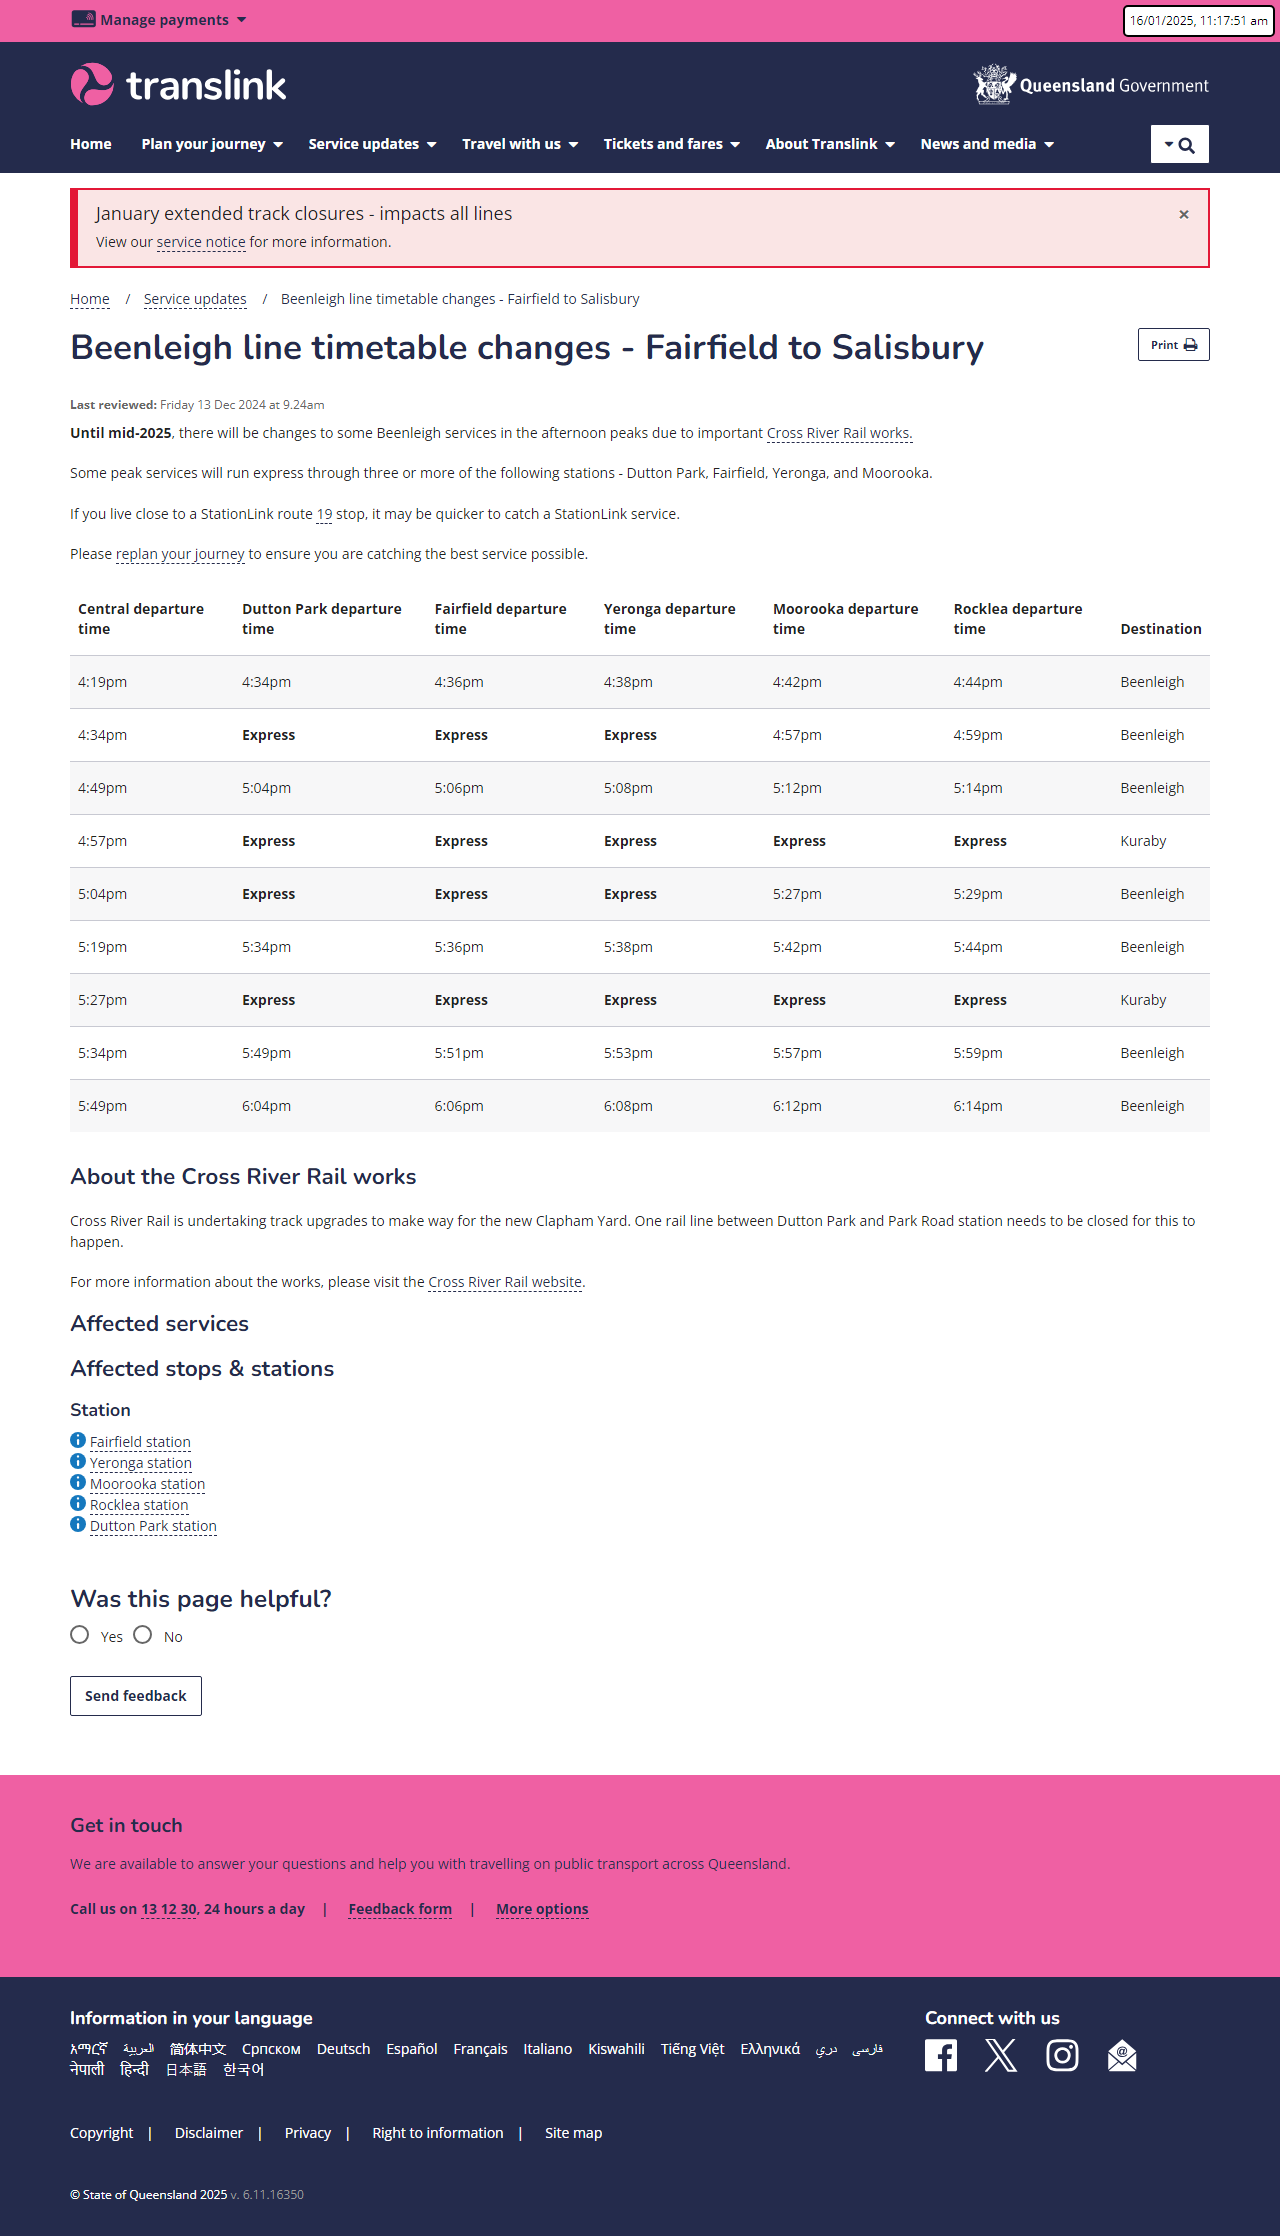 Manage payments
16/01/2025, 11:17:51 am
translink
Queensland Government
Home Plan your journey Service updates Travel with us Tickets and fares About Translink News and media
January extended track closures - impacts all lines ×
View our service notice for more information.
Home / Service updates / Beenleigh line timetable changes - Fairfield to Salisbury
Beenleigh line timetable changes - Fairfield to Salisbury
Print
Last reviewed: Friday 13 Dec 2024 at 9.24am
Until mid-2025, there will be changes to some Beenleigh services in the afternoon peaks due to important Cross River Rail works.
Some peak services will run express through three or more of the following stations - Dutton Park, Fairfield, Yeronga, and Moorooka.
If you live close to a StationLink route 19 stop, it may be quicker to catch a StationLink service.
Please replan your journey to ensure you are catching the best service possible.
Central departure time Dutton Park departure time Fairfield departure time Yeronga departure time Moorooka departure time Rocklea departure time Destination
4:19pm 4:34pm 4:36pm 4:38pm 4:42pm 4:44pm Beenleigh
4:34pm Express Express Express 4:57pm 4:59pm Beenleigh
4:49pm 5:04pm 5:06pm 5:08pm 5:12pm 5:14pm Beenleigh
4:57pm Express Express Express Express Express Kuraby
5:04pm Express Express Express 5:27pm 5:29pm Beenleigh
5:19pm 5:34pm 5:36pm 5:38pm 5:42pm 5:44pm Beenleigh
5:27pm Express Express Express Express Express Kuraby
5:34pm 5:49pm 5:51pm 5:53pm 5:57pm 5:59pm Beenleigh
5:49pm 6:04pm 6:06pm 6:08pm 6:12pm 6:14pm Beenleigh
About the Cross River Rail works
Cross River Rail is undertaking track upgrades to make way for the new Clapham Yard. One rail line between Dutton Park and Park Road station needs to be closed for this to
happen.
For more information about the works, please visit the Cross River Rail website.
Affected services
Affected stops & stations
Station
Fairfield station
Yeronga station
Moorooka station
Rocklea station
Dutton Park station
Was this page helpful?
Yes No
Send feedback
Get in touch
We are available to answer your questions and help you with travelling on public transport across Queensland.
Call us on 13 12 30, 24 hours a day | Feedback form | More options
Information in your language
አማርኛ العربية 简体中文 Српском Deutsch Español Français Italiano Kiswahili Tiếng Việt Ελληνικά دري فارسی
नेपाली हिन्दी 日本語 한국어
Connect with us
Copyright | Disclaimer | Privacy | Right to information | Site map
© State of Queensland 2025 v. 6.11.16350